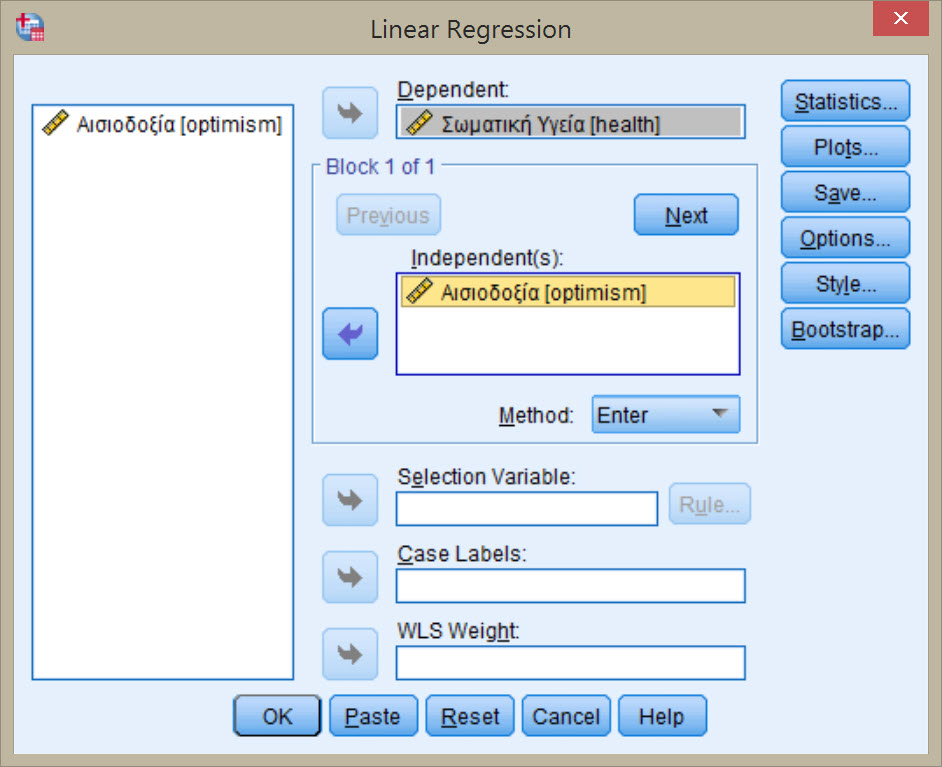 Linear Regression
Αισιοδοξία [optimism]
Dependent:
Σωματική Υγεία [health]
Block 1 of 1
Previous
Next
Independent(s):
Αισιοδοξία [optimism]
Method:
Enter
Selection Variable:
Rule...
Case Labels:
WLS Weight:
Statistics...
Plots...
Save...
Options...
Style...
Bootstrap...
OK
Paste
Reset
Cancel
Help